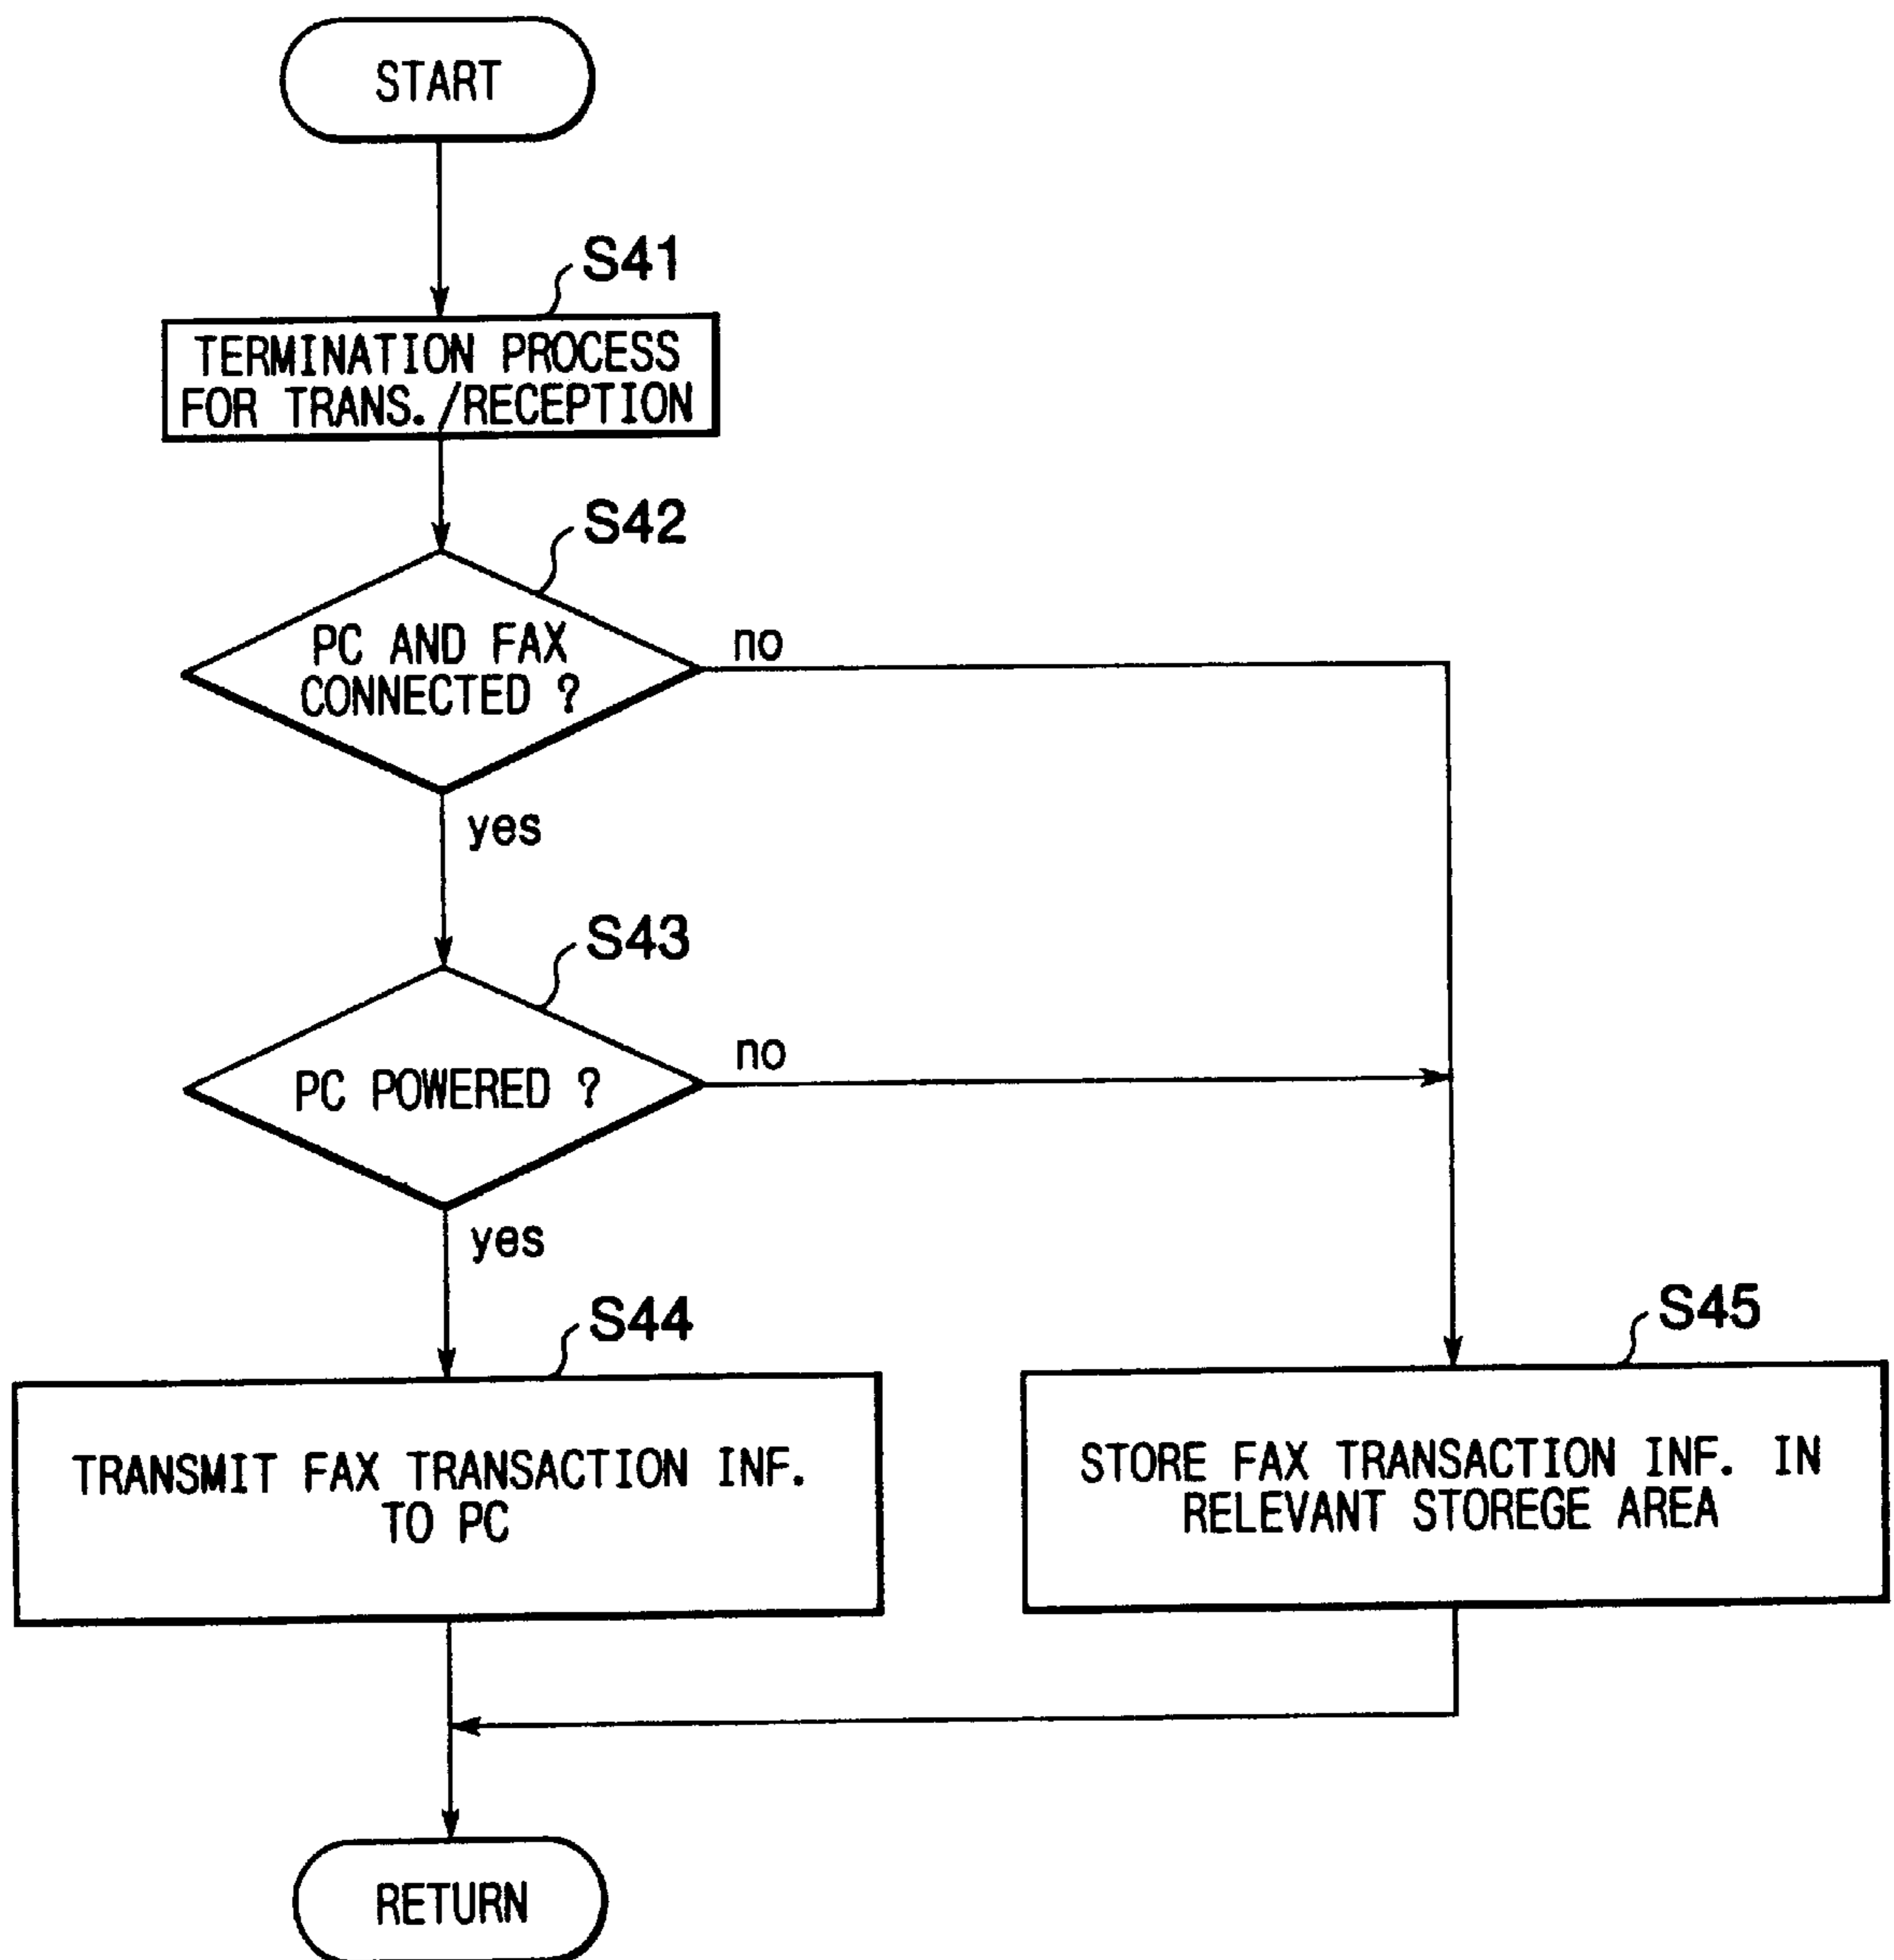 START
S41
TERMINATION PROCESS
FOR TRANS./RECEPTION
S42
PC AND FAX
CONNECTED ?
no
yes
S43
PC POWERED ?
no
yes
S44
TRANSMIT FAX TRANSACTION INF.
TO PC
S45
STORE FAX TRANSACTION INF. IN
RELEVANT STOREGE AREA
RETURN